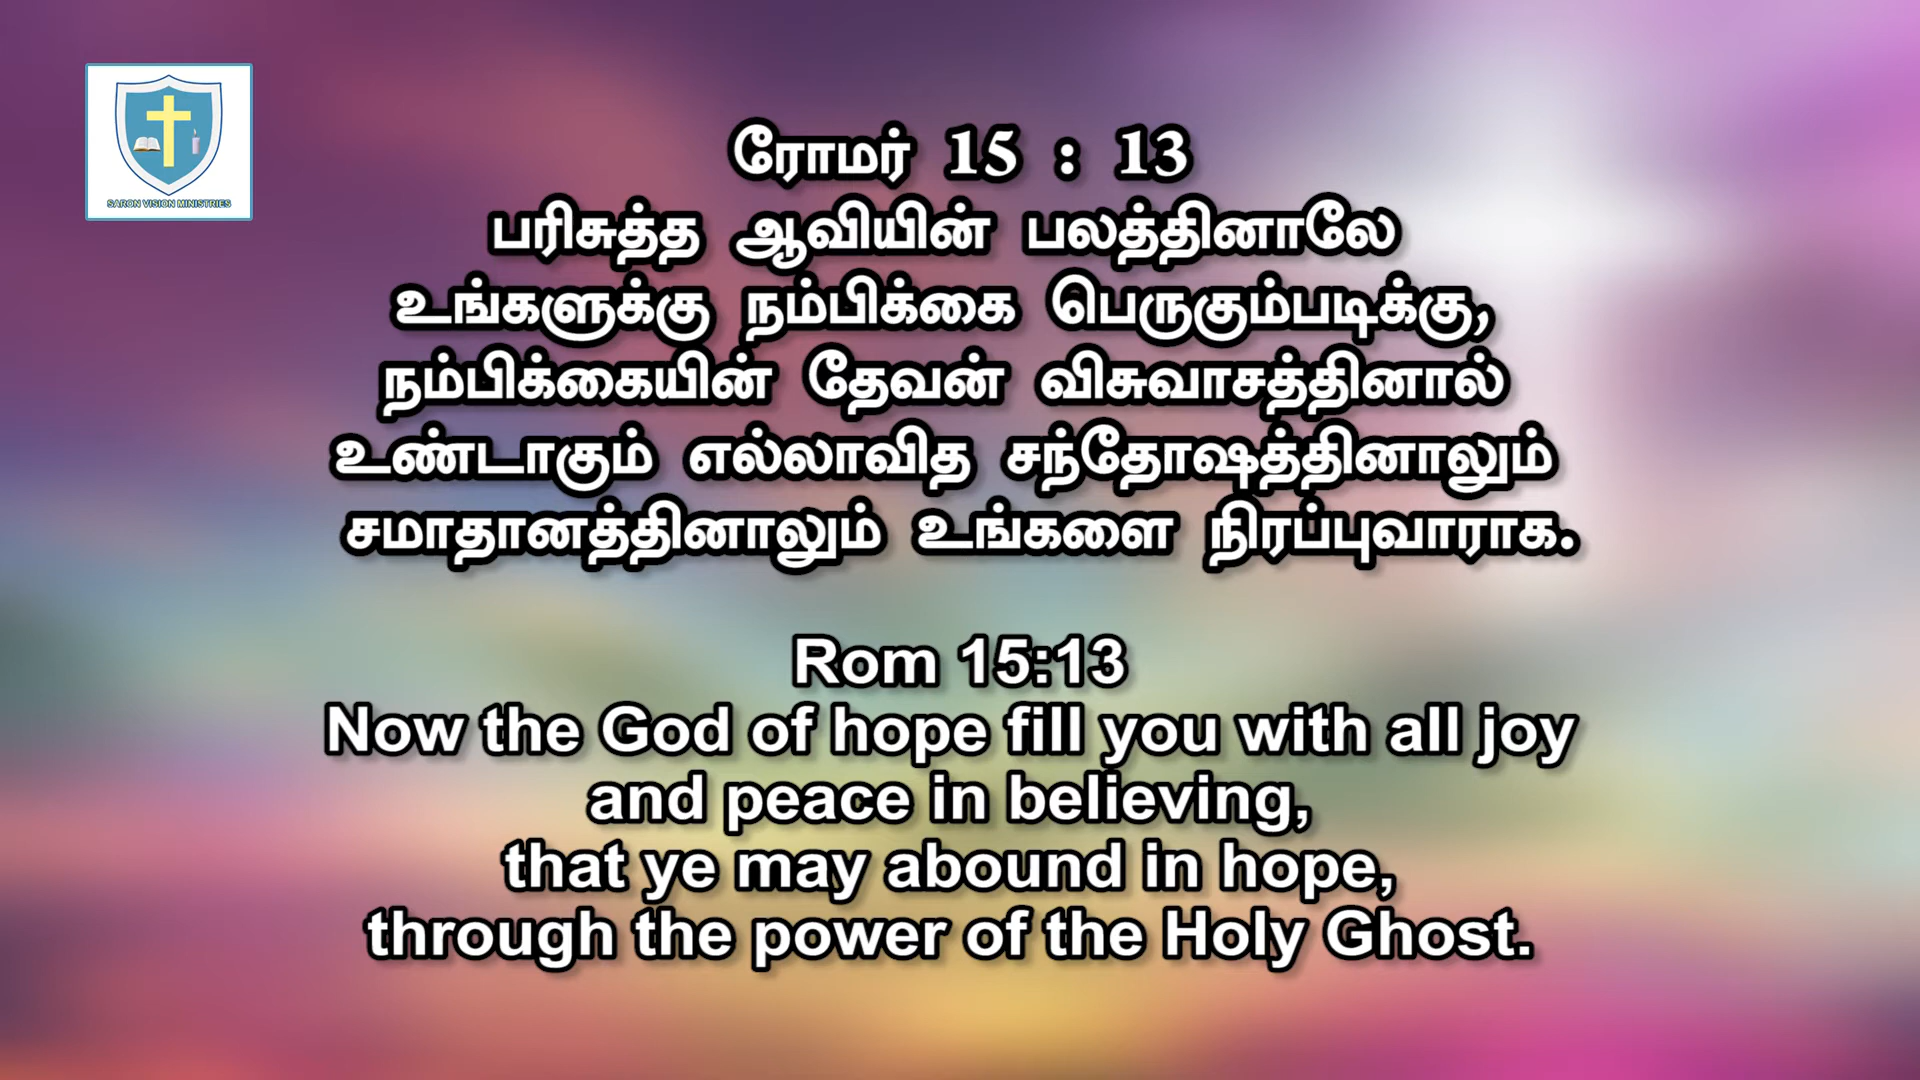 SARON VISION MINISTRIES
ரோமர் 15 : 13
பரிசுத்த ஆவியின் பலத்தினாலே
உங்களுக்கு நம்பிக்கை பெருகும்படிக்கு,
நம்பிக்கையின் தேவன் விசுவாசத்தினால்
உண்டாகும் எல்லாவித சந்தோஷத்தினாலும்
சமாதானத்தினாலும் உங்களை நிரப்புவாராக.
Rom 15:13
Now the God of hope fill you with all joy
and peace in believing,
that ye may abound in hope,
through the power of the Holy Ghost.